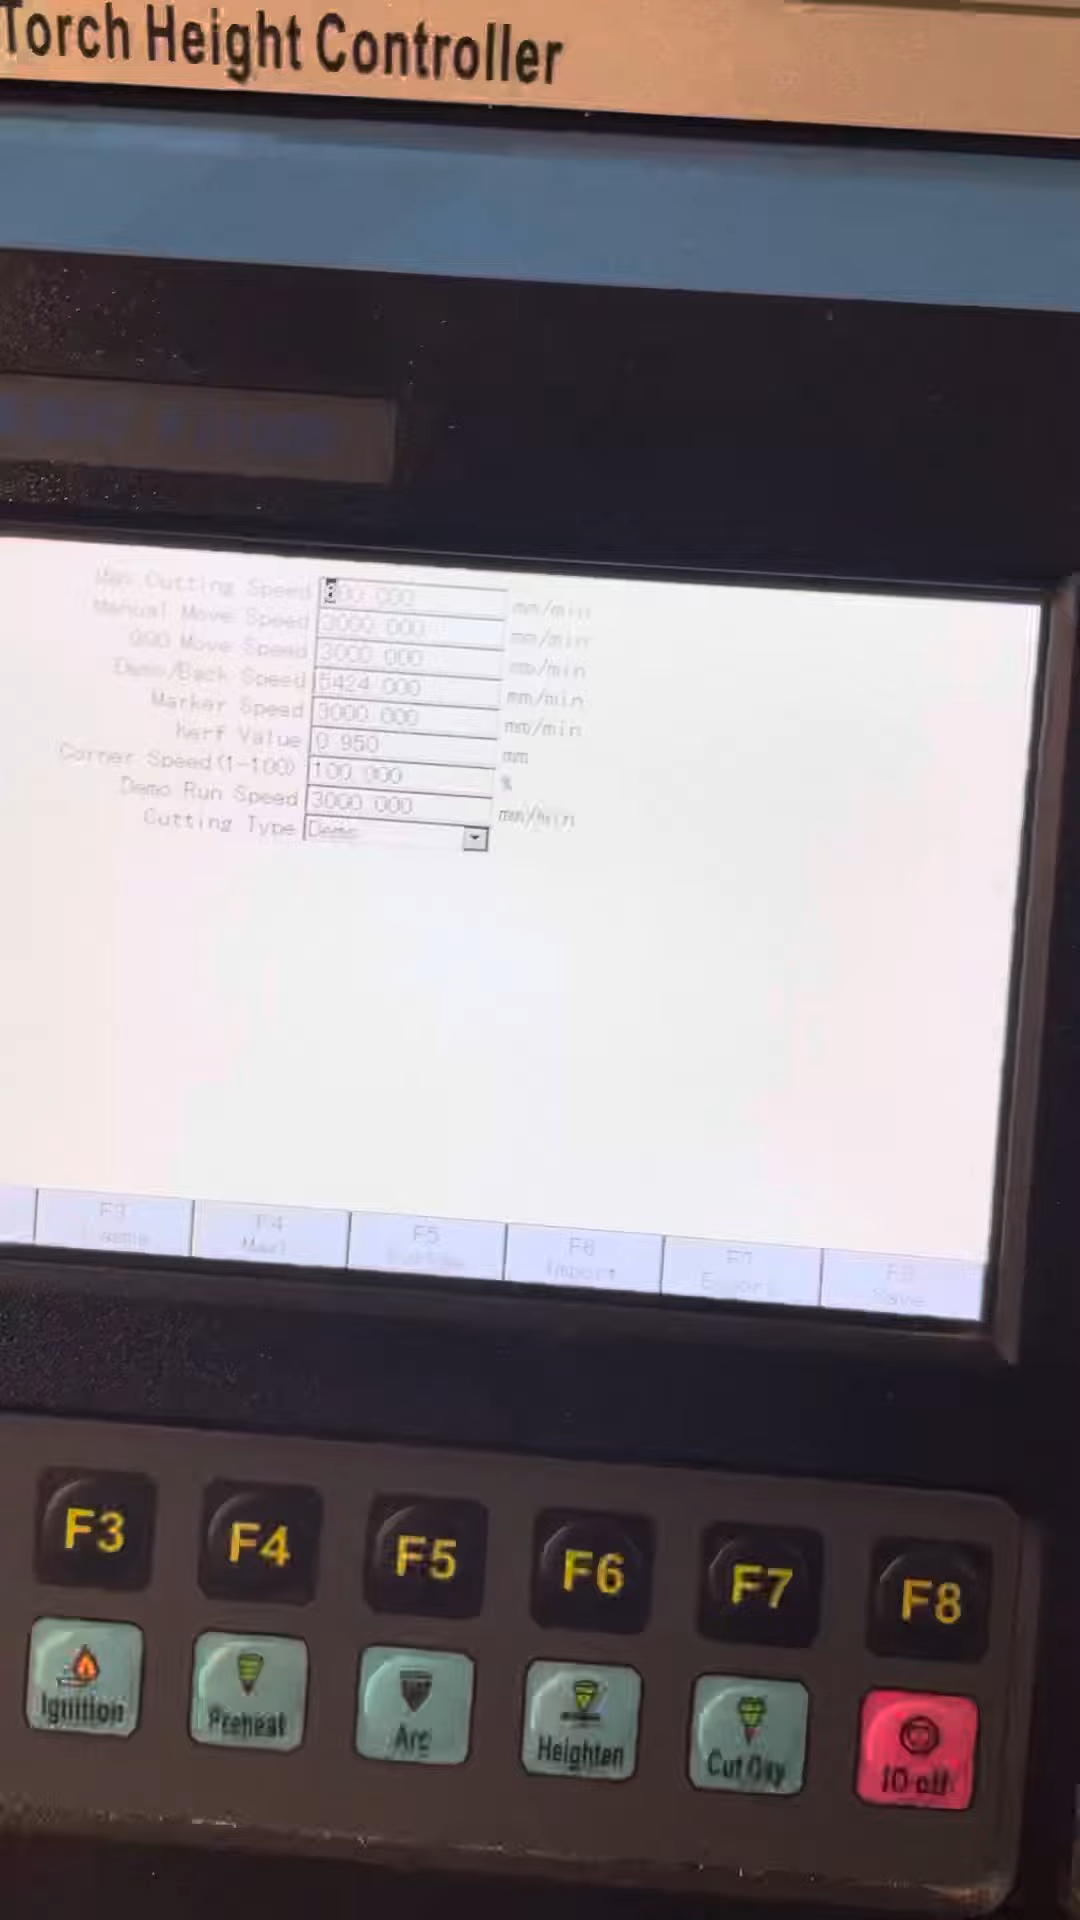 Torch Height Controller
Max Cutting Speed 00.000 mm/min
Manual Move Speed 3000.000 mm/min
G00 Move Speed 3000.000 mm/min
Demo/Back Speed 5424.000 mm/min
Marker Speed 3000.000 mm/min
Kerf Value 0.950 mm
Corner Speed(1-100) 100.000 %
Demo Run Speed 3000.000 mm/min
Cutting Type Demo
F3 F4 F5 F6 F7 F8
Import Export Save
F3 F4 F5 F6 F7 F8
Ignition Preheat Arc Heighten Cut Oxy IO off